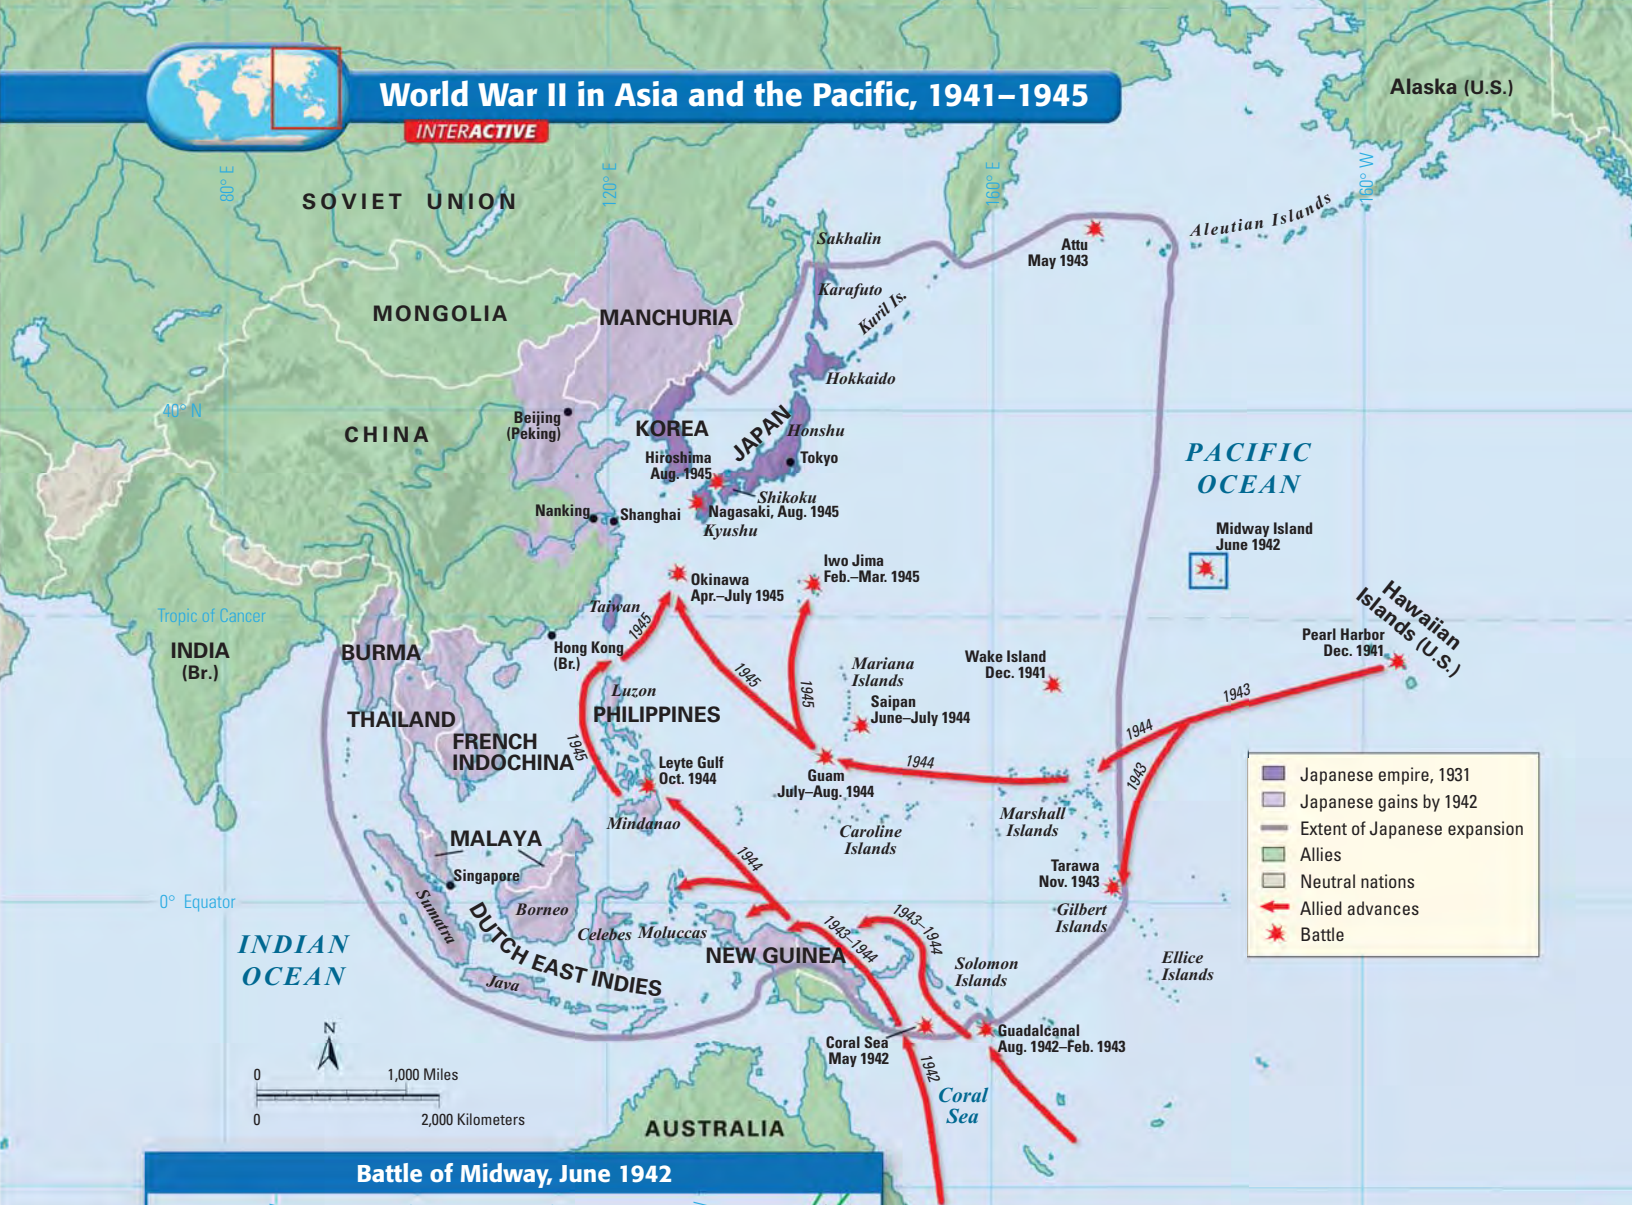 World War II in Asia and the Pacific, 1941–1945
INTERACTIVE
Alaska (U.S.)
80° E
120° E
160° E
160° W
SOVIET UNION
Aleutian Islands
Sakhalin
Attu
May 1943
Karafuto
Kuril Is.
MONGOLIA
MANCHURIA
Hokkaido
40° N
Beijing
(Peking)
CHINA
KOREA
JAPAN
Honshu
Hiroshima
Aug. 1945
Tokyo
PACIFIC
OCEAN
Shikoku
Nanking
Shanghai
Nagasaki, Aug. 1945
Kyushu
Midway Island
June 1942
Okinawa
Apr.–July 1945
Iwo Jima
Feb.–Mar. 1945
Hawaiian
Islands (U.S.)
Tropic of Cancer
Taiwan
1945
Pearl Harbor
Dec. 1941
INDIA
(Br.)
BURMA
Hong Kong
(Br.)
Mariana
Islands
Wake Island
Dec. 1941
1945
1945
1943
Luzon
Saipan
June–July 1944
THAILAND
PHILIPPINES
1944
FRENCH
INDOCHINA
1945
Leyte Gulf
Oct. 1944
Guam
July–Aug. 1944
1944
1943
Mindanao
Caroline
Islands
Marshall
Islands
MALAYA
1944
Tarawa
Nov. 1943
Singapore
0° Equator
Sumatra
Borneo
Gilbert
Islands
DUTCH EAST INDIES
Celebes
Moluccas
1943–1944
1943–1944
NEW GUINEA
INDIAN
OCEAN
Java
Solomon
Islands
Ellice
Islands
Coral Sea
May 1942
Guadalcanal
Aug. 1942–Feb. 1943
1942
Coral
Sea
N
0
1,000 Miles
0
2,000 Kilometers
AUSTRALIA
Japanese empire, 1931
Japanese gains by 1942
Extent of Japanese expansion
Allies
Neutral nations
Allied advances
Battle
Battle of Midway, June 1942